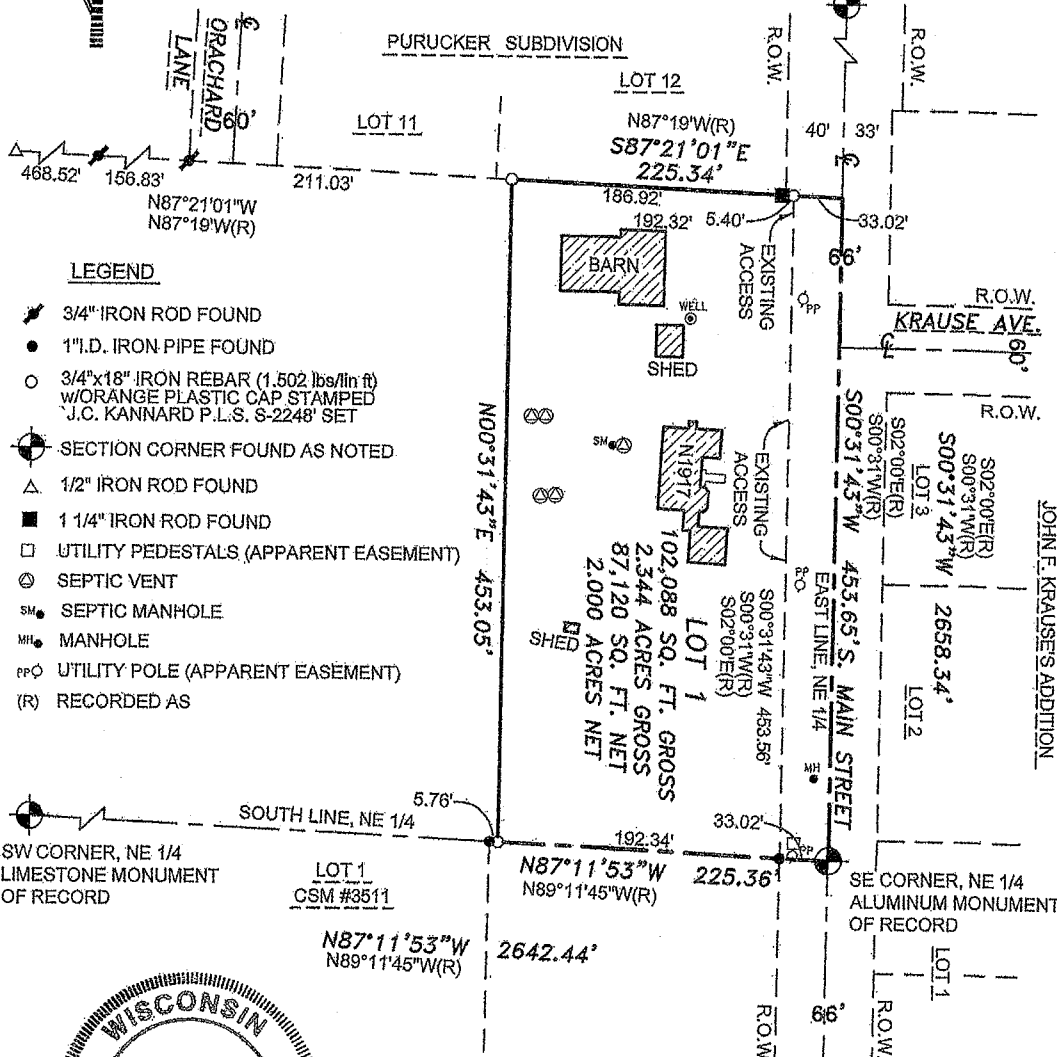 PURUCKER SUBDIVISION
ORACHARD
LANE
60'
R.O.W.
R.O.W.
LOT 12
LOT 11
N87°19'W(R)
S87°21'01"E
225.34'
40'
33'
468.52'
156.83'
211.03'
186.92'
N87°21'01"W
N87°19'W(R)
192.32'
5.40'
33.02'
EXISTING
ACCESS
66'
BARN
WELL
PP
SHED
R.O.W.
KRAUSE AVE.
60'
R.O.W.
LEGEND
3/4" IRON ROD FOUND
1"I.D. IRON PIPE FOUND
3/4"x18" IRON REBAR (1.502 lbs/lin ft)
w/ORANGE PLASTIC CAP STAMPED
'J.C. KANNARD P.L.S. S-2248' SET
SECTION CORNER FOUND AS NOTED
1/2" IRON ROD FOUND
1 1/4" IRON ROD FOUND
UTILITY PEDESTALS (APPARENT EASEMENT)
SEPTIC VENT
SM SEPTIC MANHOLE
MH MANHOLE
PP UTILITY POLE (APPARENT EASEMENT)
(R) RECORDED AS
N00°31'43"E 453.05'
SM
N1917
EXISTING
ACCESS
SHED
LOT 1
102,088 SQ. FT. GROSS
2.344 ACRES GROSS
87,120 SQ. FT. NET
2.000 ACRES NET
S00°31'43"W 453.56'
S00°31'W(R)
S02°00'E(R)
PP
EAST LINE, NE 1/4
MH
S00°31'43"W 453.65'
S. MAIN STREET
S02°00'E(R)
S00°31'W(R)
LOT 3
S00°31'43"W 2658.34'
S02°00'E(R)
S00°31'W(R)
LOT 2
JOHN F. KRAUSE'S ADDITION
5.76'
SOUTH LINE, NE 1/4
192.34'
33.02'
PP
N87°11'53"W 225.36'
N89°11'45"W(R)
SW CORNER, NE 1/4
LIMESTONE MONUMENT
OF RECORD
LOT 1
CSM #3511
SE CORNER, NE 1/4
ALUMINUM MONUMENT
OF RECORD
N87°11'53"W 2642.44'
N89°11'45"W(R)
LOT 1
R.O.W.
66'
R.O.W.
WISCONSIN